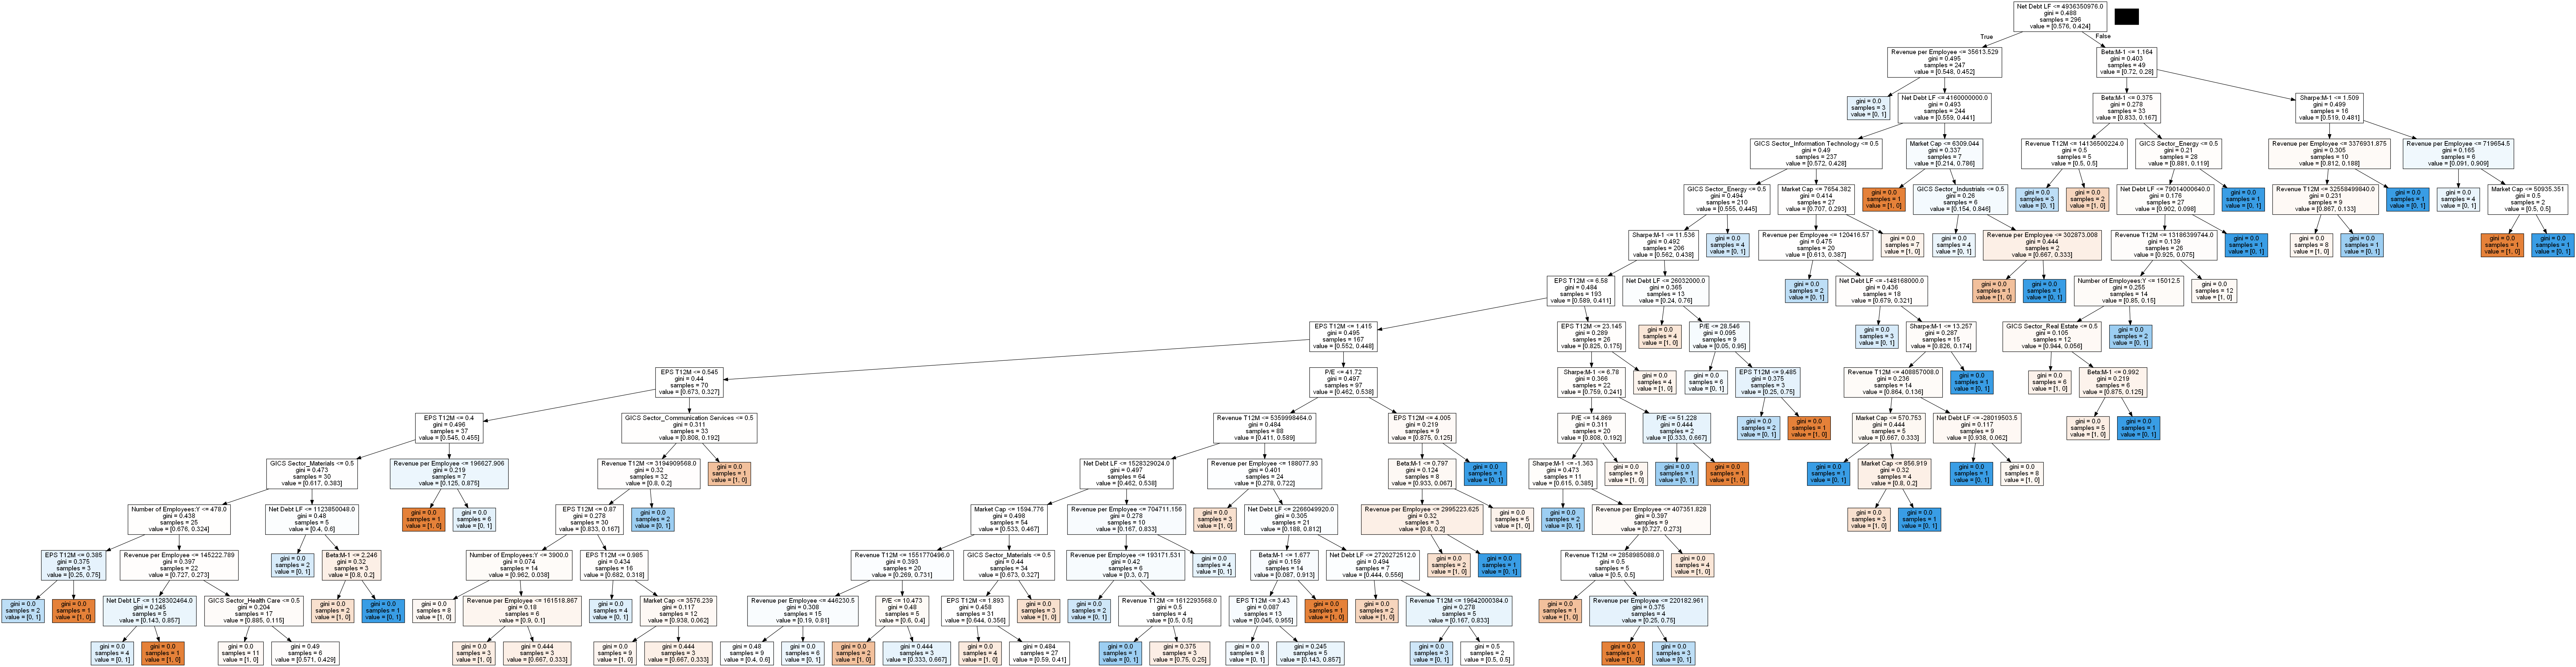 Net Debt LF <= 4936350976.0
gini = 0.488
samples = 296
value = [0.576, 0.424]
True
False
Revenue per Employee <= 35613.529
gini = 0.495
samples = 247
value = [0.548, 0.452]
Beta:M-1 <= 1.164
gini = 0.403
samples = 49
value = [0.72, 0.28]
gini = 0.0
samples = 3
value = [0, 1]
Net Debt LF <= 4160000000.0
gini = 0.493
samples = 244
value = [0.559, 0.441]
Beta:M-1 <= 0.375
gini = 0.278
samples = 33
value = [0.833, 0.167]
Sharpe:M-1 <= 1.509
gini = 0.499
samples = 16
value = [0.519, 0.481]
GICS Sector_Information Technology <= 0.5
gini = 0.49
samples = 237
value = [0.572, 0.428]
Market Cap <= 6309.044
gini = 0.337
samples = 7
value = [0.214, 0.786]
Revenue T12M <= 14136500224.0
gini = 0.5
samples = 5
value = [0.5, 0.5]
GICS Sector_Energy <= 0.5
gini = 0.21
samples = 28
value = [0.881, 0.119]
Revenue per Employee <= 3376931.875
gini = 0.305
samples = 10
value = [0.812, 0.188]
Revenue per Employee <= 719654.5
gini = 0.165
samples = 6
value = [0.091, 0.909]
GICS Sector_Energy <= 0.5
gini = 0.494
samples = 210
value = [0.555, 0.445]
Market Cap <= 7654.382
gini = 0.414
samples = 27
value = [0.707, 0.293]
gini = 0.0
samples = 1
value = [1, 0]
GICS Sector_Industrials <= 0.5
gini = 0.26
samples = 6
value = [0.154, 0.846]
gini = 0.0
samples = 3
value = [0, 1]
gini = 0.0
samples = 2
value = [1, 0]
Net Debt LF <= 79014000640.0
gini = 0.176
samples = 27
value = [0.902, 0.098]
gini = 0.0
samples = 1
value = [0, 1]
Revenue T12M <= 32558499840.0
gini = 0.231
samples = 9
value = [0.867, 0.133]
gini = 0.0
samples = 1
value = [0, 1]
gini = 0.0
samples = 4
value = [0, 1]
Market Cap <= 50935.351
gini = 0.5
samples = 2
value = [0.5, 0.5]
Sharpe:M-1 <= 11.536
gini = 0.492
samples = 206
value = [0.562, 0.438]
gini = 0.0
samples = 4
value = [0, 1]
Revenue per Employee <= 120416.57
gini = 0.475
samples = 20
value = [0.613, 0.387]
gini = 0.0
samples = 7
value = [1, 0]
gini = 0.0
samples = 4
value = [0, 1]
Revenue per Employee <= 302873.008
gini = 0.444
samples = 2
value = [0.667, 0.333]
Revenue T12M <= 13186399744.0
gini = 0.139
samples = 26
value = [0.925, 0.075]
gini = 0.0
samples = 1
value = [0, 1]
gini = 0.0
samples = 8
value = [1, 0]
gini = 0.0
samples = 1
value = [0, 1]
gini = 0.0
samples = 1
value = [1, 0]
gini = 0.0
samples = 1
value = [0, 1]
EPS T12M <= 6.58
gini = 0.484
samples = 193
value = [0.589, 0.411]
Net Debt LF <= 26032000.0
gini = 0.365
samples = 13
value = [0.24, 0.76]
gini = 0.0
samples = 2
value = [0, 1]
Net Debt LF <= -148168000.0
gini = 0.436
samples = 18
value = [0.679, 0.321]
gini = 0.0
samples = 1
value = [1, 0]
gini = 0.0
samples = 1
value = [0, 1]
Number of Employees:Y <= 15012.5
gini = 0.255
samples = 14
value = [0.85, 0.15]
gini = 0.0
samples = 12
value = [1, 0]
EPS T12M <= 1.415
gini = 0.495
samples = 167
value = [0.552, 0.448]
EPS T12M <= 23.145
gini = 0.289
samples = 26
value = [0.825, 0.175]
gini = 0.0
samples = 4
value = [1, 0]
P/E <= 28.546
gini = 0.095
samples = 9
value = [0.05, 0.95]
gini = 0.0
samples = 3
value = [0, 1]
Sharpe:M-1 <= 13.257
gini = 0.287
samples = 15
value = [0.826, 0.174]
GICS Sector_Real Estate <= 0.5
gini = 0.105
samples = 12
value = [0.944, 0.056]
gini = 0.0
samples = 2
value = [0, 1]
EPS T12M <= 0.545
gini = 0.44
samples = 70
value = [0.673, 0.327]
P/E <= 41.72
gini = 0.497
samples = 97
value = [0.462, 0.538]
Sharpe:M-1 <= 6.78
gini = 0.366
samples = 22
value = [0.759, 0.241]
gini = 0.0
samples = 4
value = [1, 0]
gini = 0.0
samples = 6
value = [0, 1]
EPS T12M <= 9.485
gini = 0.375
samples = 3
value = [0.25, 0.75]
Revenue T12M <= 408857008.0
gini = 0.236
samples = 14
value = [0.864, 0.136]
gini = 0.0
samples = 1
value = [0, 1]
gini = 0.0
samples = 6
value = [1, 0]
Beta:M-1 <= 0.992
gini = 0.219
samples = 6
value = [0.875, 0.125]
EPS T12M <= 0.4
gini = 0.496
samples = 37
value = [0.545, 0.455]
GICS Sector_Communication Services <= 0.5
gini = 0.311
samples = 33
value = [0.808, 0.192]
Revenue T12M <= 5359998464.0
gini = 0.484
samples = 88
value = [0.411, 0.589]
EPS T12M <= 4.005
gini = 0.219
samples = 9
value = [0.875, 0.125]
P/E <= 14.869
gini = 0.311
samples = 20
value = [0.808, 0.192]
P/E <= 51.228
gini = 0.444
samples = 2
value = [0.333, 0.667]
gini = 0.0
samples = 2
value = [0, 1]
gini = 0.0
samples = 1
value = [1, 0]
Market Cap <= 570.753
gini = 0.444
samples = 5
value = [0.667, 0.333]
Net Debt LF <= -28019503.5
gini = 0.117
samples = 9
value = [0.938, 0.062]
gini = 0.0
samples = 5
value = [1, 0]
gini = 0.0
samples = 1
value = [0, 1]
GICS Sector_Materials <= 0.5
gini = 0.473
samples = 30
value = [0.617, 0.383]
Revenue per Employee <= 196627.906
gini = 0.219
samples = 7
value = [0.125, 0.875]
Revenue T12M <= 3194909568.0
gini = 0.32
samples = 32
value = [0.8, 0.2]
gini = 0.0
samples = 1
value = [1, 0]
Net Debt LF <= 1528329024.0
gini = 0.497
samples = 64
value = [0.462, 0.538]
Revenue per Employee <= 188077.93
gini = 0.401
samples = 24
value = [0.278, 0.722]
Beta:M-1 <= 0.797
gini = 0.124
samples = 8
value = [0.933, 0.067]
gini = 0.0
samples = 1
value = [0, 1]
Sharpe:M-1 <= -1.363
gini = 0.473
samples = 11
value = [0.615, 0.385]
gini = 0.0
samples = 9
value = [1, 0]
gini = 0.0
samples = 1
value = [0, 1]
gini = 0.0
samples = 1
value = [1, 0]
gini = 0.0
samples = 1
value = [0, 1]
Market Cap <= 856.919
gini = 0.32
samples = 4
value = [0.8, 0.2]
gini = 0.0
samples = 1
value = [0, 1]
gini = 0.0
samples = 8
value = [1, 0]
Number of Employees:Y <= 478.0
gini = 0.438
samples = 25
value = [0.676, 0.324]
Net Debt LF <= 1123850048.0
gini = 0.48
samples = 5
value = [0.4, 0.6]
gini = 0.0
samples = 1
value = [1, 0]
gini = 0.0
samples = 6
value = [0, 1]
EPS T12M <= 0.87
gini = 0.278
samples = 30
value = [0.833, 0.167]
gini = 0.0
samples = 2
value = [0, 1]
Market Cap <= 1594.776
gini = 0.498
samples = 54
value = [0.533, 0.467]
Revenue per Employee <= 704711.156
gini = 0.278
samples = 10
value = [0.167, 0.833]
gini = 0.0
samples = 3
value = [1, 0]
Net Debt LF <= 2266049920.0
gini = 0.305
samples = 21
value = [0.188, 0.812]
Revenue per Employee <= 2995223.625
gini = 0.32
samples = 3
value = [0.8, 0.2]
gini = 0.0
samples = 5
value = [1, 0]
gini = 0.0
samples = 2
value = [0, 1]
Revenue per Employee <= 407351.828
gini = 0.397
samples = 9
value = [0.727, 0.273]
gini = 0.0
samples = 3
value = [1, 0]
gini = 0.0
samples = 1
value = [0, 1]
EPS T12M <= 0.385
gini = 0.375
samples = 3
value = [0.25, 0.75]
Revenue per Employee <= 145222.789
gini = 0.397
samples = 22
value = [0.727, 0.273]
gini = 0.0
samples = 2
value = [0, 1]
Beta:M-1 <= 2.246
gini = 0.32
samples = 3
value = [0.8, 0.2]
Number of Employees:Y <= 3900.0
gini = 0.074
samples = 14
value = [0.962, 0.038]
EPS T12M <= 0.985
gini = 0.434
samples = 16
value = [0.682, 0.318]
Revenue T12M <= 1551770496.0
gini = 0.393
samples = 20
value = [0.269, 0.731]
GICS Sector_Materials <= 0.5
gini = 0.44
samples = 34
value = [0.673, 0.327]
Revenue per Employee <= 193171.531
gini = 0.42
samples = 6
value = [0.3, 0.7]
gini = 0.0
samples = 4
value = [0, 1]
Beta:M-1 <= 1.677
gini = 0.159
samples = 14
value = [0.087, 0.913]
Net Debt LF <= 2720272512.0
gini = 0.494
samples = 7
value = [0.444, 0.556]
gini = 0.0
samples = 2
value = [1, 0]
gini = 0.0
samples = 1
value = [0, 1]
Revenue T12M <= 2858985088.0
gini = 0.5
samples = 5
value = [0.5, 0.5]
gini = 0.0
samples = 4
value = [1, 0]
gini = 0.0
samples = 2
value = [0, 1]
gini = 0.0
samples = 1
value = [1, 0]
Net Debt LF <= 1128302464.0
gini = 0.245
samples = 5
value = [0.143, 0.857]
GICS Sector_Health Care <= 0.5
gini = 0.204
samples = 17
value = [0.885, 0.115]
gini = 0.0
samples = 2
value = [1, 0]
gini = 0.0
samples = 1
value = [0, 1]
gini = 0.0
samples = 8
value = [1, 0]
Revenue per Employee <= 161518.867
gini = 0.18
samples = 6
value = [0.9, 0.1]
gini = 0.0
samples = 4
value = [0, 1]
Market Cap <= 3576.239
gini = 0.117
samples = 12
value = [0.938, 0.062]
Revenue per Employee <= 446230.5
gini = 0.308
samples = 15
value = [0.19, 0.81]
P/E <= 10.473
gini = 0.48
samples = 5
value = [0.6, 0.4]
EPS T12M <= 1.893
gini = 0.458
samples = 31
value = [0.644, 0.356]
gini = 0.0
samples = 3
value = [1, 0]
gini = 0.0
samples = 2
value = [0, 1]
Revenue T12M <= 1612293568.0
gini = 0.5
samples = 4
value = [0.5, 0.5]
EPS T12M <= 3.43
gini = 0.087
samples = 13
value = [0.045, 0.955]
gini = 0.0
samples = 1
value = [1, 0]
gini = 0.0
samples = 2
value = [1, 0]
Revenue T12M <= 19642000384.0
gini = 0.278
samples = 5
value = [0.167, 0.833]
gini = 0.0
samples = 1
value = [1, 0]
Revenue per Employee <= 220182.961
gini = 0.375
samples = 4
value = [0.25, 0.75]
gini = 0.0
samples = 4
value = [0, 1]
gini = 0.0
samples = 1
value = [1, 0]
gini = 0.0
samples = 11
value = [1, 0]
gini = 0.49
samples = 6
value = [0.571, 0.429]
gini = 0.0
samples = 3
value = [1, 0]
gini = 0.444
samples = 3
value = [0.667, 0.333]
gini = 0.0
samples = 9
value = [1, 0]
gini = 0.444
samples = 3
value = [0.667, 0.333]
gini = 0.48
samples = 9
value = [0.4, 0.6]
gini = 0.0
samples = 6
value = [0, 1]
gini = 0.0
samples = 2
value = [1, 0]
gini = 0.444
samples = 3
value = [0.333, 0.667]
gini = 0.0
samples = 4
value = [1, 0]
gini = 0.484
samples = 27
value = [0.59, 0.41]
gini = 0.0
samples = 1
value = [0, 1]
gini = 0.375
samples = 3
value = [0.75, 0.25]
gini = 0.0
samples = 8
value = [0, 1]
gini = 0.245
samples = 5
value = [0.143, 0.857]
gini = 0.0
samples = 3
value = [0, 1]
gini = 0.5
samples = 2
value = [0.5, 0.5]
gini = 0.0
samples = 1
value = [1, 0]
gini = 0.0
samples = 3
value = [0, 1]